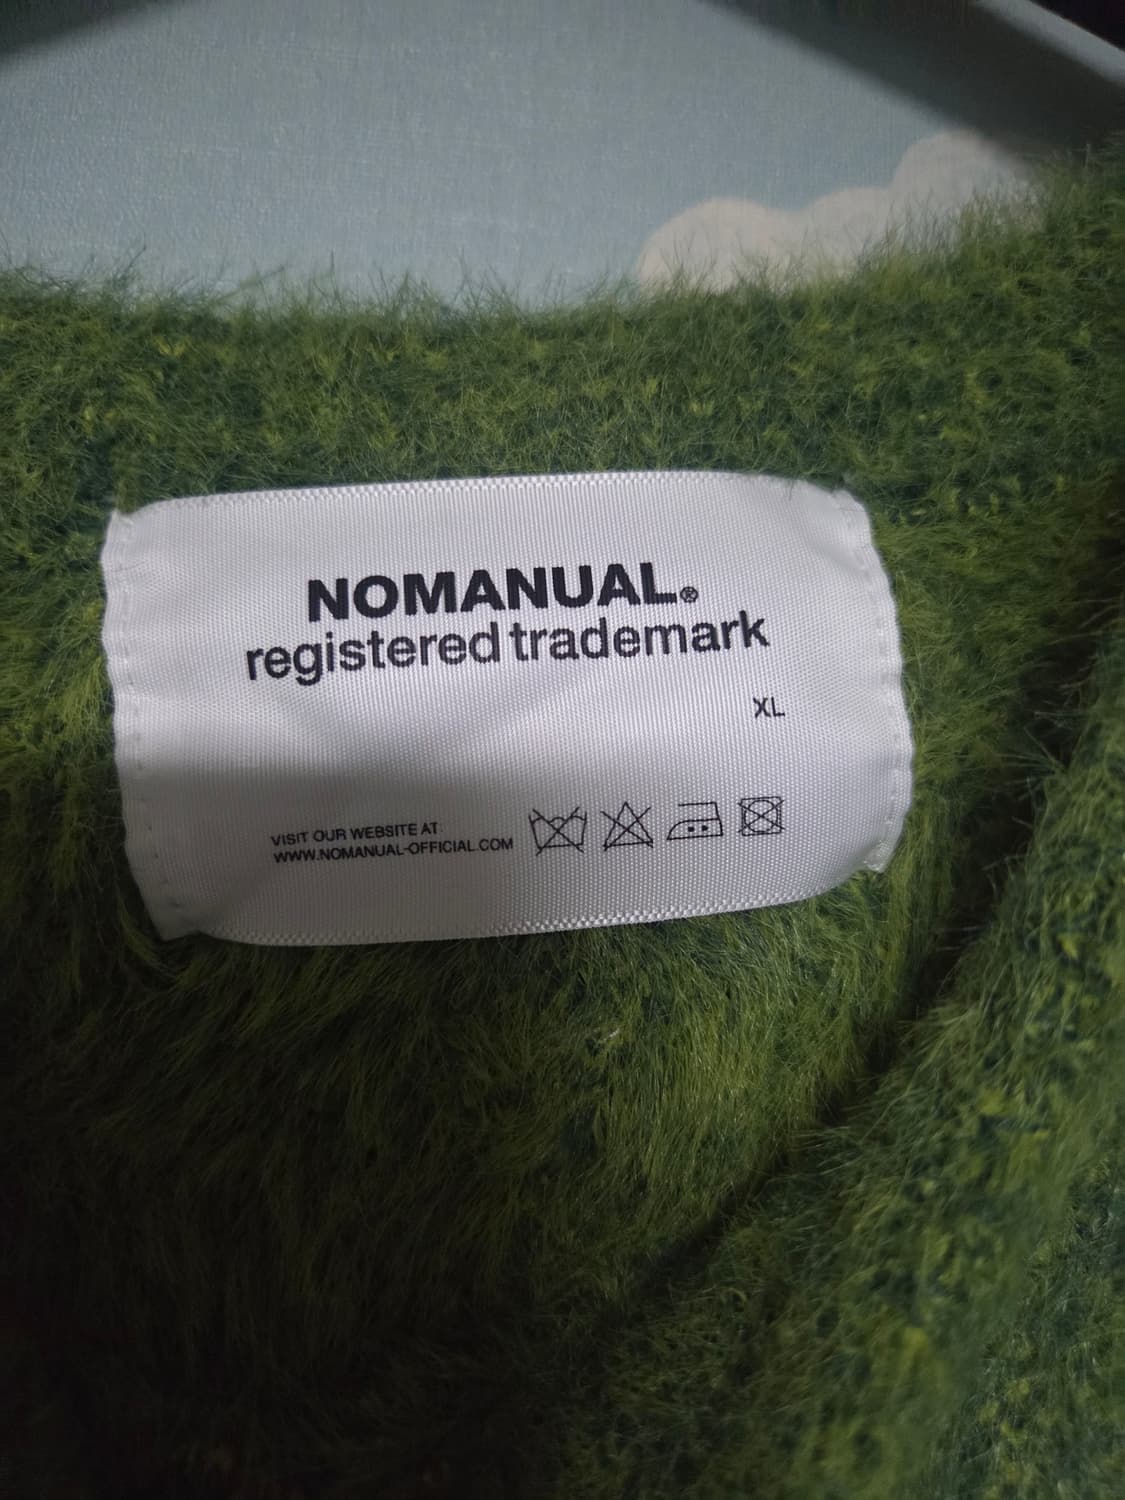 NOMANUAL®
registered trademark
XL
VISIT OUR WEBSITE AT
WWW.NOMANUAL-OFFICIAL.COM